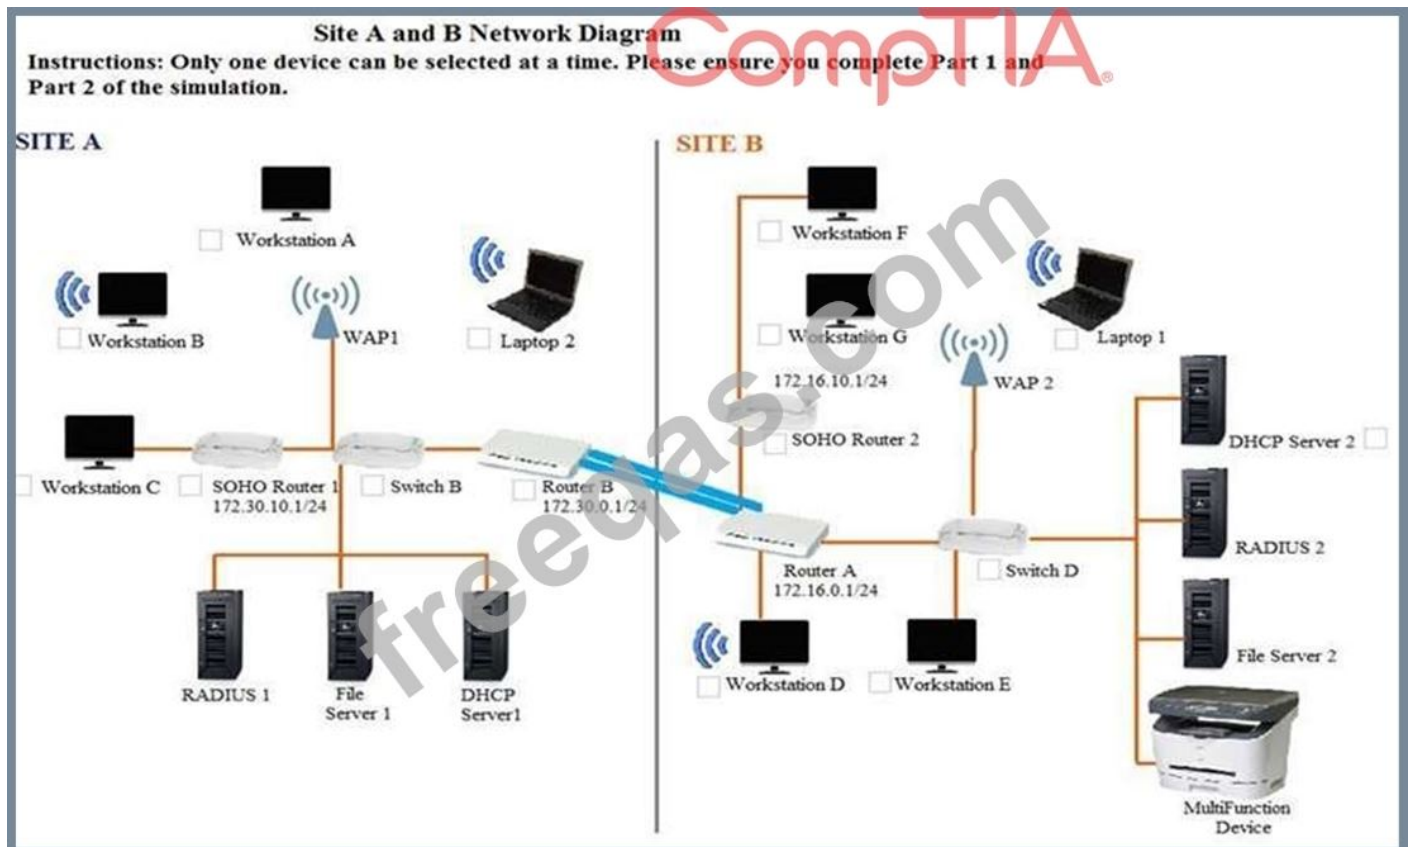 Site A and B Network Diagram
CompTIA®
Instructions: Only one device can be selected at a time. Please ensure you complete Part 1 and
Part 2 of the simulation.
SITE A
SITE B
Workstation A
Workstation B
WAP1
Laptop 2
Workstation C
SOHO Router 1
172.30.10.1/24
Switch B
Router B
172.30.0.1/24
RADIUS 1
File
Server 1
DHCP
Server1
Workstation F
Workstation G
172.16.10.1/24
SOHO Router 2
Laptop 1
WAP 2
DHCP Server 2
RADIUS 2
Router A
172.16.0.1/24
Switch D
File Server 2
Workstation D
Workstation E
MultiFunction
Device
freeqas.com